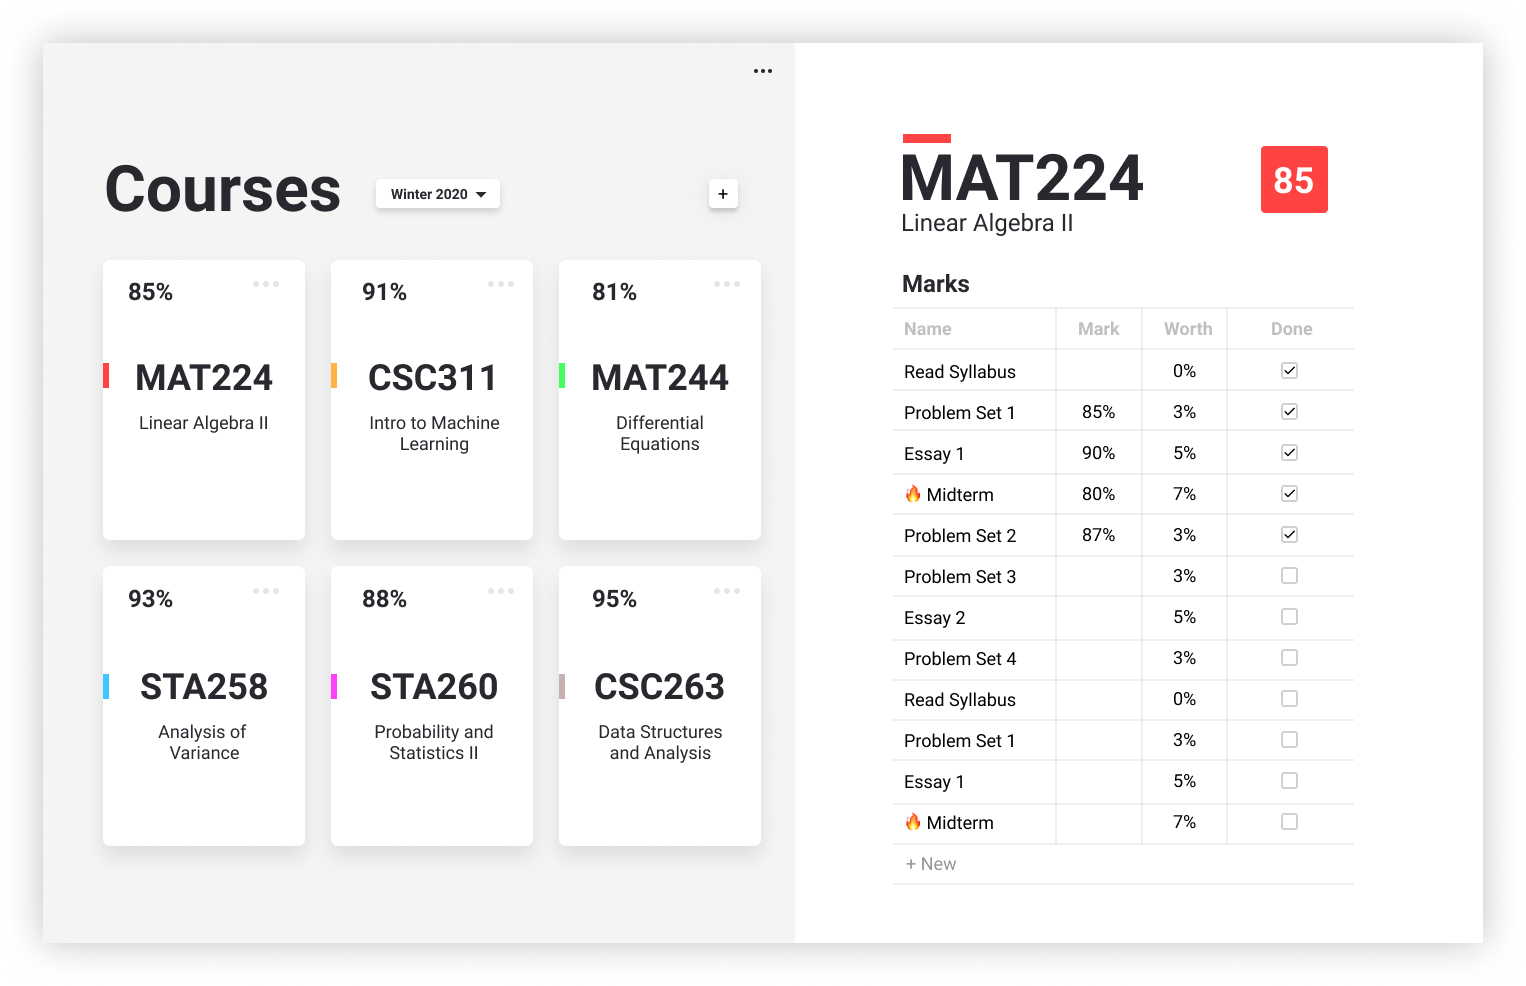 Courses
Winter 2020
+
85%
MAT224
Linear Algebra II
91%
CSC311
Intro to Machine
Learning
81%
MAT244
Differential
Equations
93%
STA258
Analysis of
Variance
88%
STA260
Probability and
Statistics II
95%
CSC263
Data Structures
and Analysis
MAT224
85
Linear Algebra II
Marks
Name Mark Worth Done
Read Syllabus 0%
Problem Set 1 85% 3%
Essay 1 90% 5%
🔥 Midterm 80% 7%
Problem Set 2 87% 3%
Problem Set 3 3%
Essay 2 5%
Problem Set 4 3%
Read Syllabus 0%
Problem Set 1 3%
Essay 1 5%
🔥 Midterm 7%
+ New